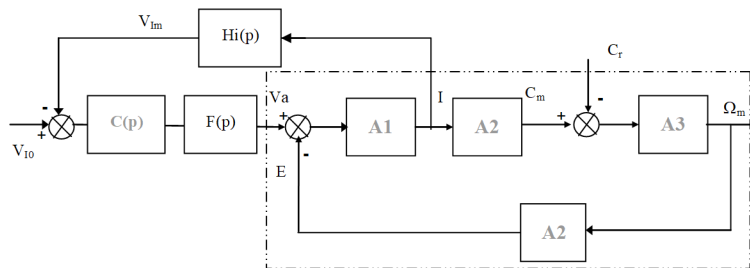 V_Im
Hi(p)
C_r
Va
I
C_m
Ω_m
-
+
C(p)
F(p)
+
-
A1
A2
+
-
A3
V_I0
E
A2